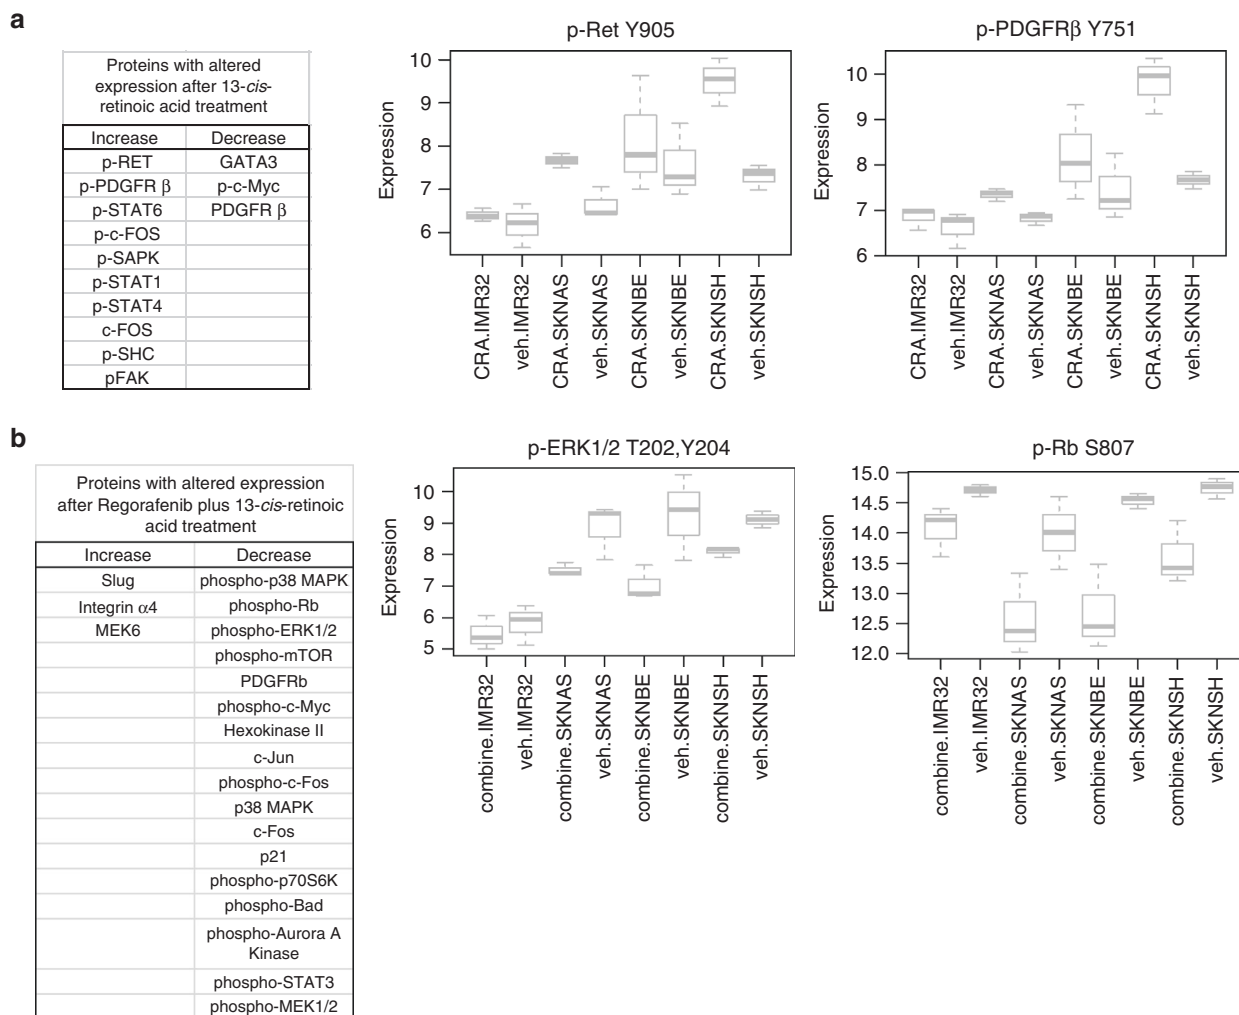 a
Proteins with altered
expression after 13-cis-
retinoic acid treatment
Increase Decrease
p-RET GATA3
p-PDGFR β p-c-Myc
p-STAT6 PDGFR β
p-c-FOS
p-SAPK
p-STAT1
p-STAT4
c-FOS
p-SHC
pFAK
p-Ret Y905
Expression
10
9
8
7
6
CRA.IMR32
veh.IMR32
CRA.SKNAS
veh.SKNAS
CRA.SKNBE
veh.SKNBE
CRA.SKNSH
veh.SKNSH
p-PDGFRβ Y751
Expression
10
9
8
7
6
CRA.IMR32
veh.IMR32
CRA.SKNAS
veh.SKNAS
CRA.SKNBE
veh.SKNBE
CRA.SKNSH
veh.SKNSH
b
Proteins with altered expression
after Regorafenib plus 13-cis-retinoic
acid treatment
Increase Decrease
Slug phospho-p38 MAPK
Integrin α4 phospho-Rb
MEK6 phospho-ERK1/2
phospho-mTOR
PDGFRb
phospho-c-Myc
Hexokinase II
c-Jun
phospho-c-Fos
p38 MAPK
c-Fos
p21
phospho-p70S6K
phospho-Bad
phospho-Aurora A
Kinase
phospho-STAT3
phospho-MEK1/2
p-ERK1/2 T202,Y204
Expression
10
9
8
7
6
5
combine.IMR32
veh.IMR32
combine.SKNAS
veh.SKNAS
combine.SKNBE
veh.SKNBE
combine.SKNSH
veh.SKNSH
p-Rb S807
Expression
15.0
14.5
14.0
13.5
13.0
12.5
12.0
combine.IMR32
veh.IMR32
combine.SKNAS
veh.SKNAS
combine.SKNBE
veh.SKNBE
combine.SKNSH
veh.SKNSH